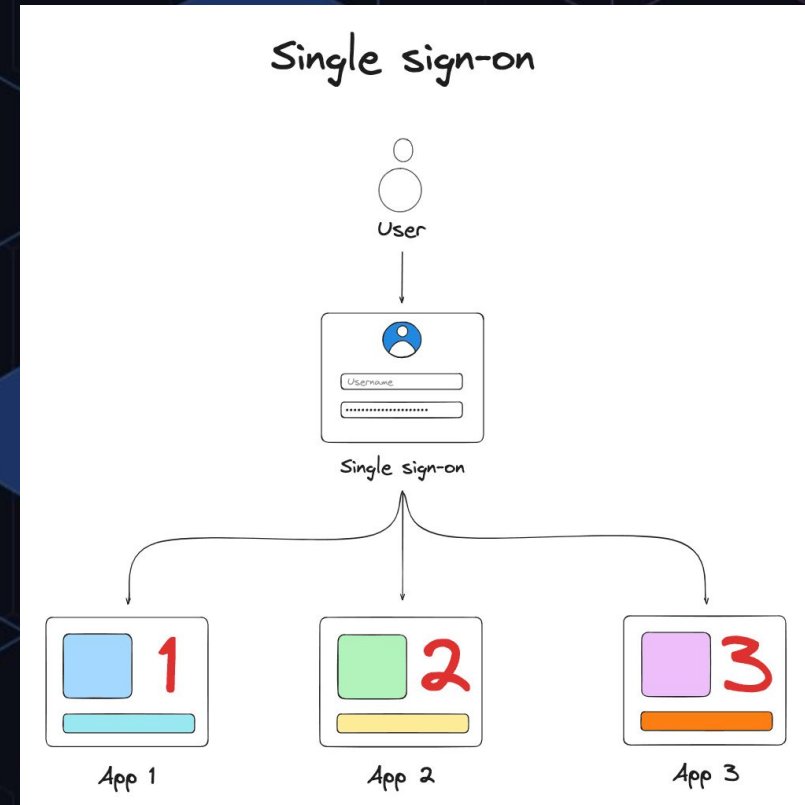 Single sign-on
User
Username
Single sign-on
1
2
3
App 1
App 2
App 3